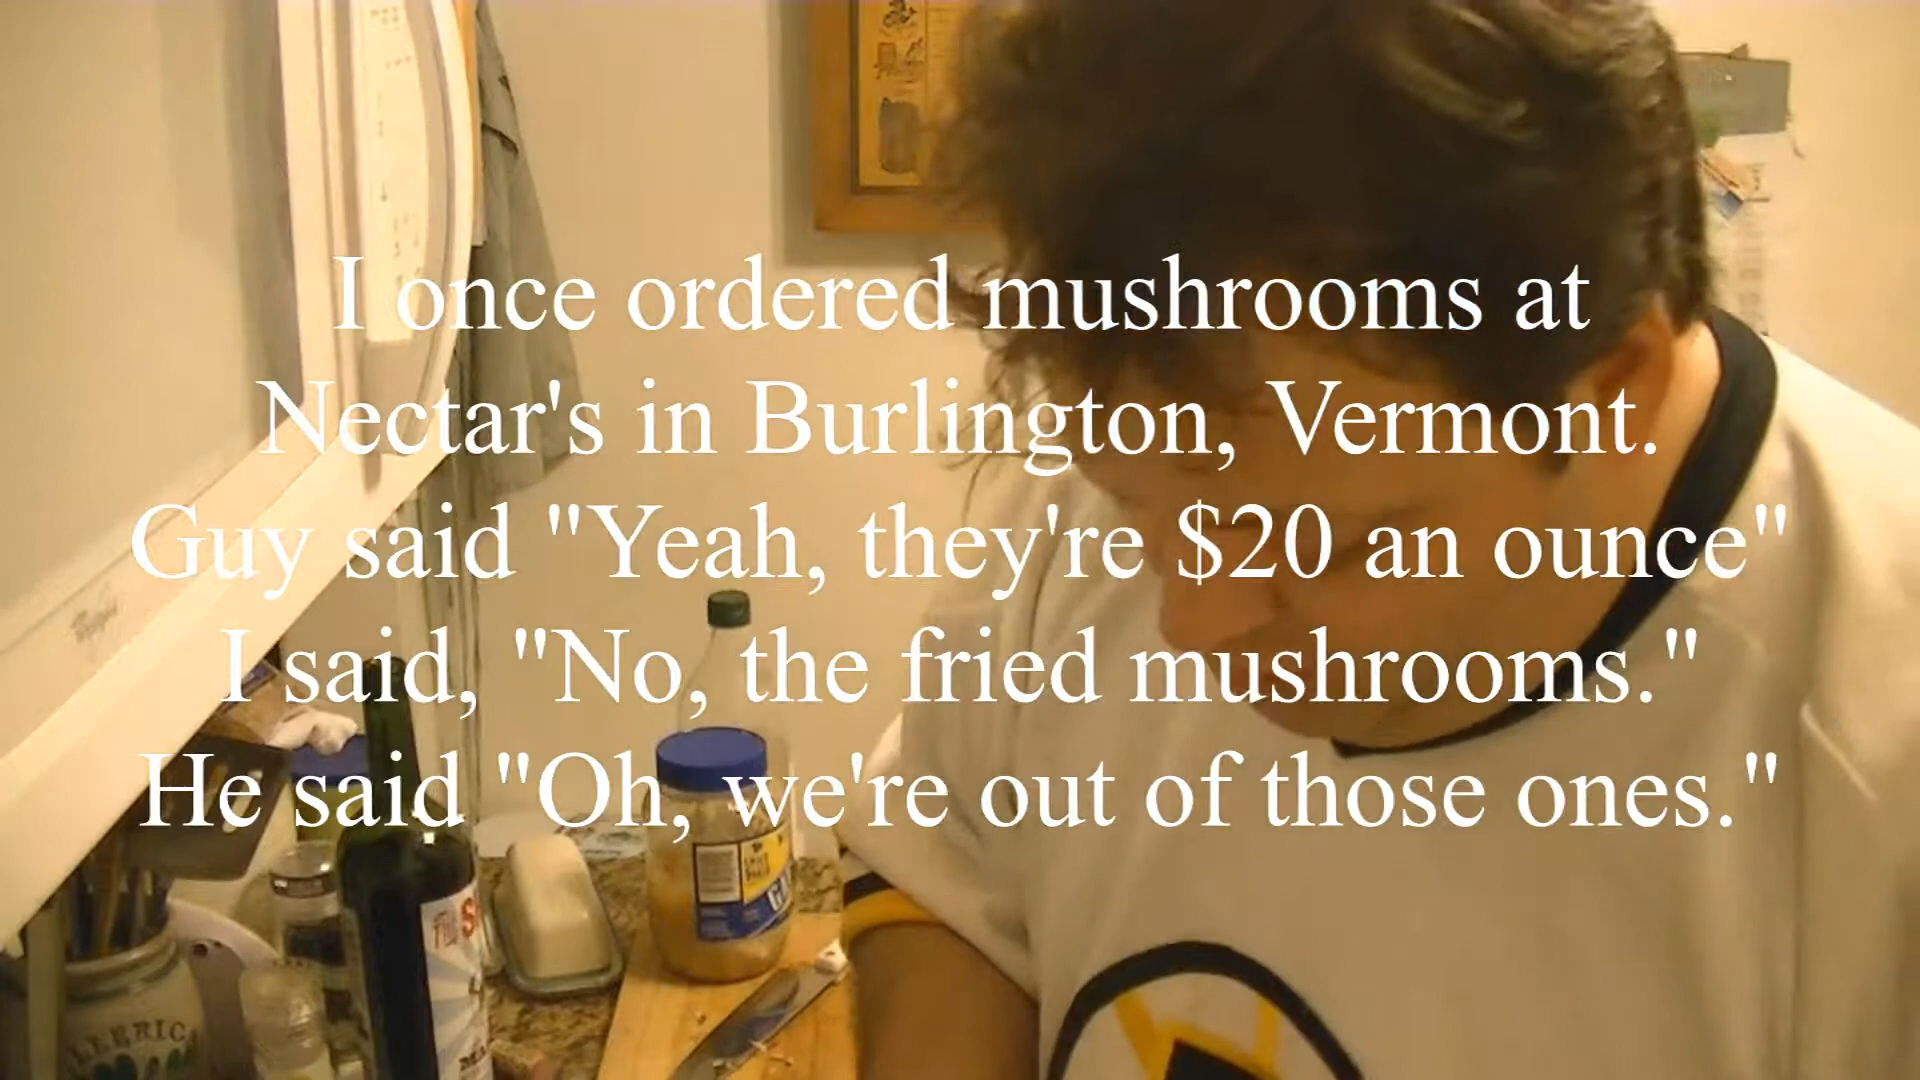 I once ordered mushrooms at
Nectar's in Burlington, Vermont.
Guy said "Yeah, they're $20 an ounce"
I said, "No, the fried mushrooms."
He said "Oh, we're out of those ones."